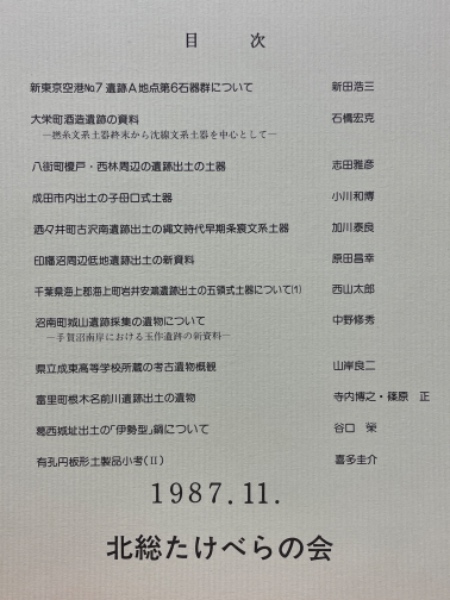 目 次
新東京空港№7遺跡A地点第6石器群について 新田浩三
大栄町酒造遺跡の資料 石橋宏克
―撚糸文系土器終末から沈線文系土器を中心として―
八街町榎戸・西林周辺の遺跡出土の土器 志田雅彦
成田市内出土の子母口式土器 小川和博
酒々井町古沢南遺跡出土の縄文時代早期条痕文系土器 加川泰良
印旛沼周辺低地遺跡出土の新資料 原田昌幸
千葉県海上郡海上町岩井安町遺跡出土の五領式土器について(1) 西山太郎
沼南町城山遺跡採集の遺物について 中野修秀
―手賀沼南岸における玉作遺跡の新資料―
県立成東高等学校所蔵の考古遺物概観 山岸良二
富里町根木名前川遺跡出土の遺物 寺内博之・篠原 正
葛西城址出土の「伊勢型」鍋について 谷口 榮
有孔円板形土製品小考(Ⅱ) 喜多圭介
1987.11.
北総たけべらの会